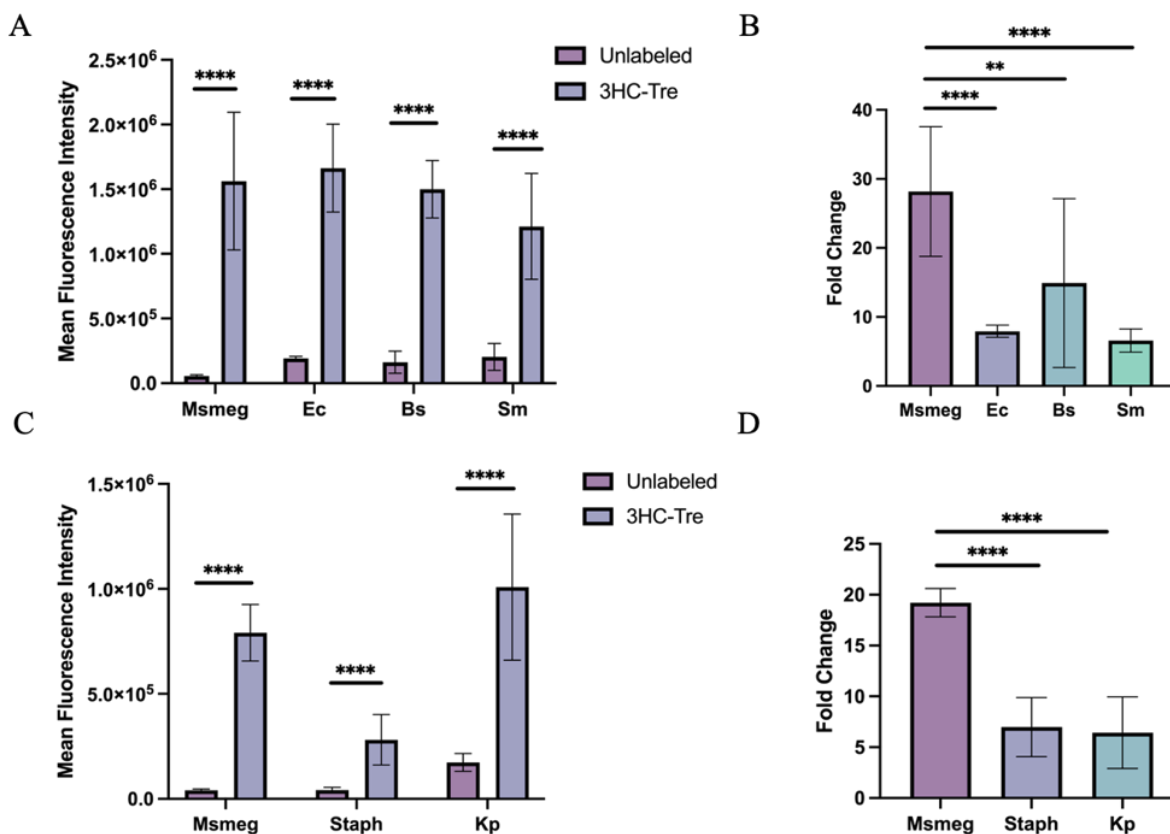 A
Unlabeled
3HC-Tre
Mean Fluorescence Intensity
2.5×10⁶
2.0×10⁶
1.5×10⁶
1.0×10⁶
5.0×10⁵
0.0
****
****
****
****
Msmeg Ec Bs Sm
B
****
**
****
Fold Change
40
30
20
10
0
Msmeg Ec Bs Sm
C
Unlabeled
3HC-Tre
Mean Fluorescence Intensity
1.5×10⁶
1.0×10⁶
5.0×10⁵
0.0
****
****
****
Msmeg Staph Kp
D
****
****
Fold Change
25
20
15
10
5
0
Msmeg Staph Kp